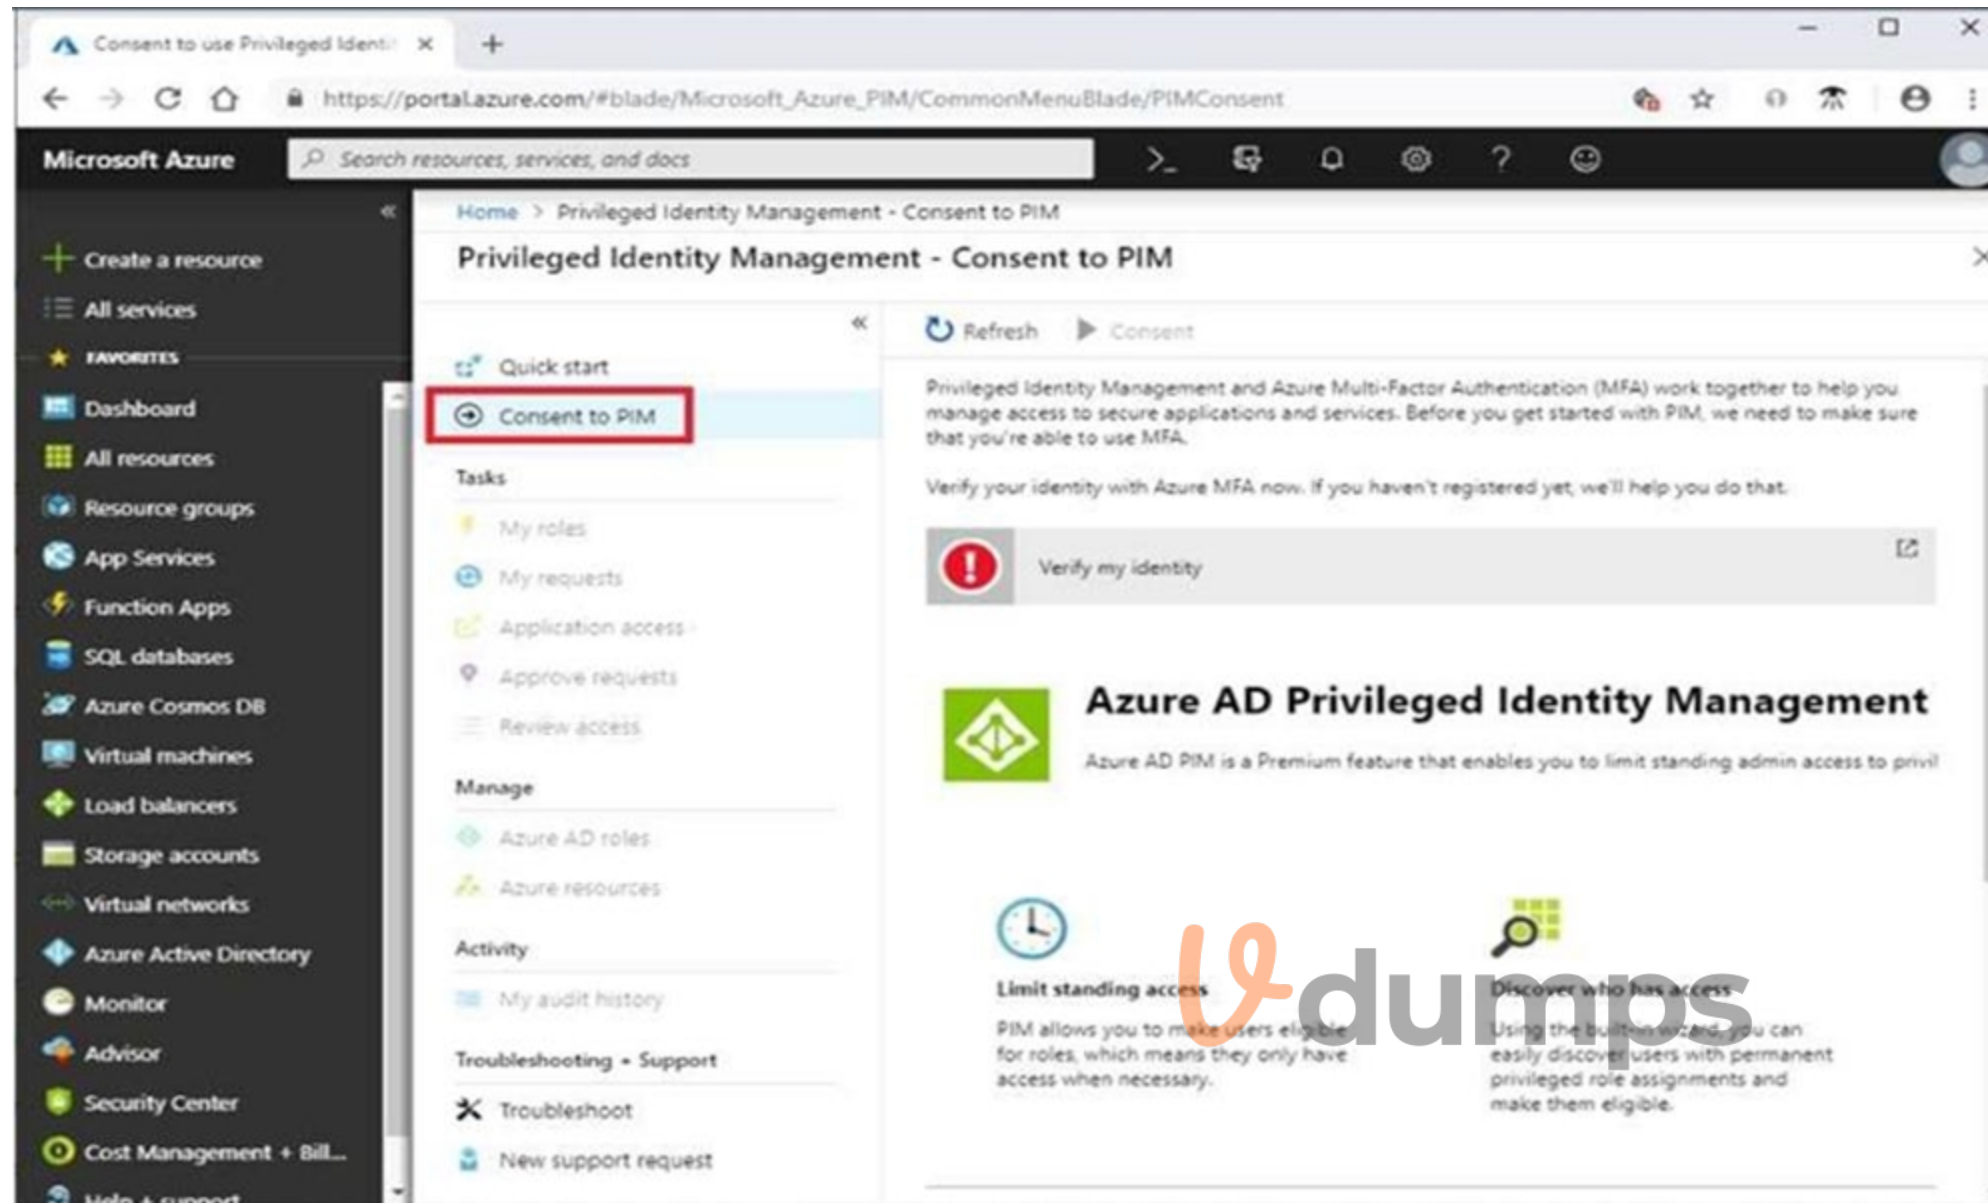 Consent to use Privileged Identi
https://portal.azure.com/#blade/Microsoft_Azure_PIM/CommonMenuBlade/PIMConsent
Microsoft Azure
Search resources, services, and docs
Create a resource
All services
FAVORITES
Dashboard
All resources
Resource groups
App Services
Function Apps
SQL databases
Azure Cosmos DB
Virtual machines
Load balancers
Storage accounts
Virtual networks
Azure Active Directory
Monitor
Advisor
Security Center
Cost Management + Bill...
Help + support
Home > Privileged Identity Management - Consent to PIM
Privileged Identity Management - Consent to PIM
Quick start
Consent to PIM
Tasks
My roles
My requests
Application access
Approve requests
Review access
Manage
Azure AD roles
Azure resources
Activity
My audit history
Troubleshooting + Support
Troubleshoot
New support request
Refresh
Consent
Privileged Identity Management and Azure Multi-Factor Authentication (MFA) work together to help you
manage access to secure applications and services. Before you get started with PIM, we need to make sure
that you're able to use MFA.
Verify your identity with Azure MFA now. If you haven't registered yet, we'll help you do that.
Verify my identity
Azure AD Privileged Identity Management
Azure AD PIM is a Premium feature that enables you to limit standing admin access to privil
Limit standing access
PIM allows you to make users eligible
for roles, which means they only have
access when necessary.
Discover who has access
Using the built-in wizard, you can
easily discover users with permanent
privileged role assignments and
make them eligible.
Vdumps